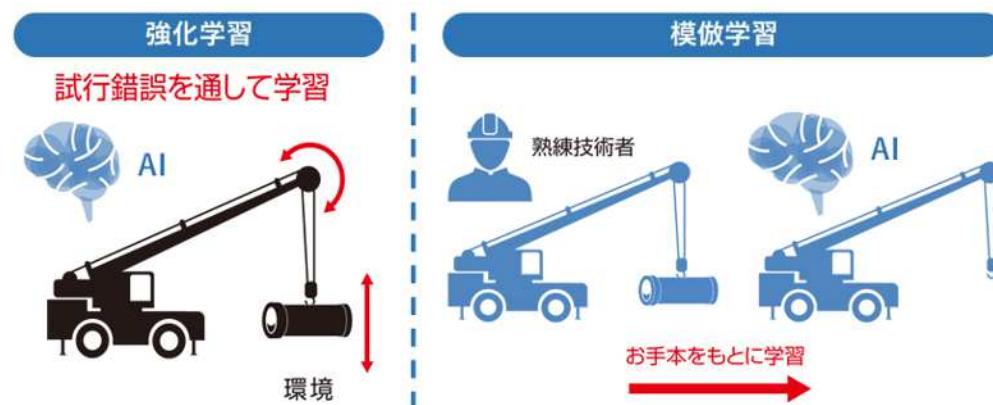 強化学習
試行錯誤を通して学習
AI
環境
模倣学習
熟練技術者
AI
お手本をもとに学習